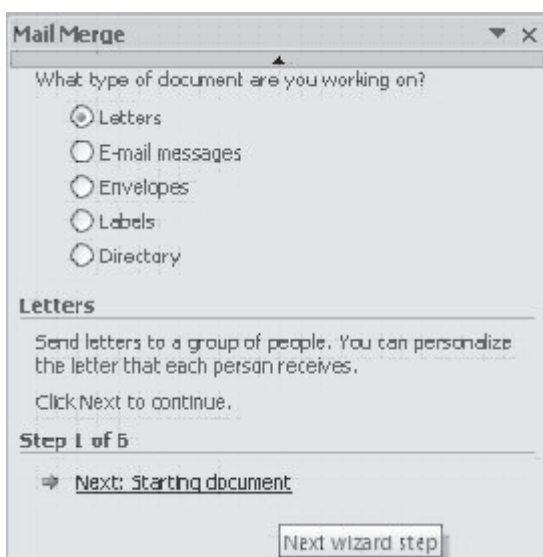 Mail Merge
What type of document are you working on?
Letters
E-mail messages
Envelopes
Labels
Directory
Letters
Send letters to a group of people. You can personalize
the letter that each person receives.
Click Next to continue.
Step 1 of 6
Next: Starting document
Next wizard step